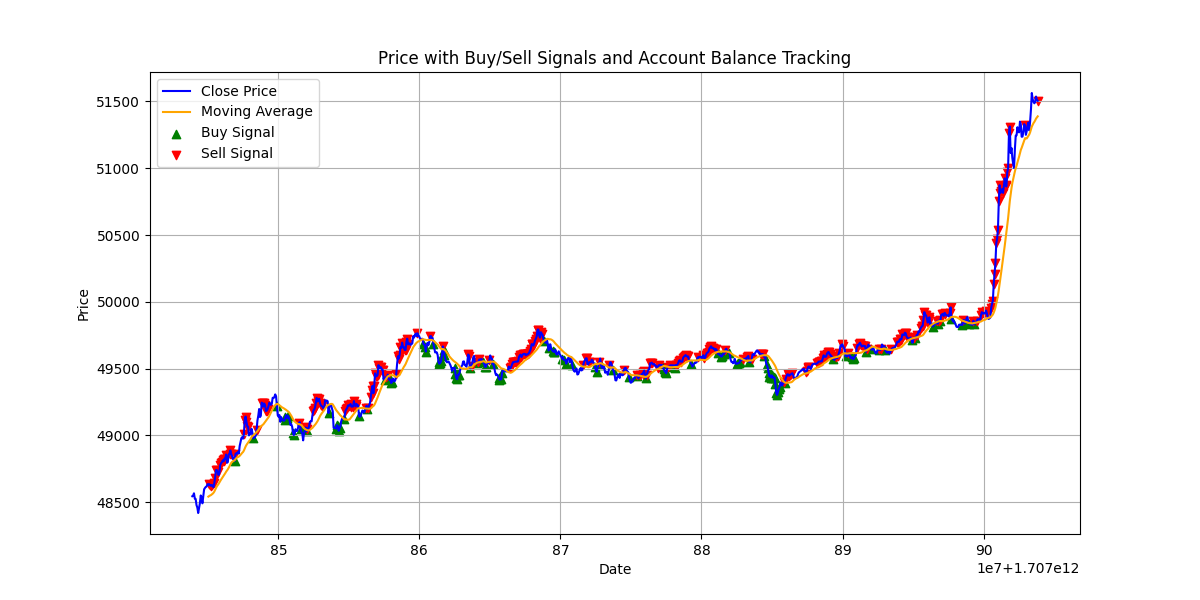 Price with Buy/Sell Signals and Account Balance Tracking
Close Price
Moving Average
Buy Signal
Sell Signal
51500
51000
50500
50000
49500
49000
48500
Price
85 86 87 88 89 90
Date
1e7+1.707e12